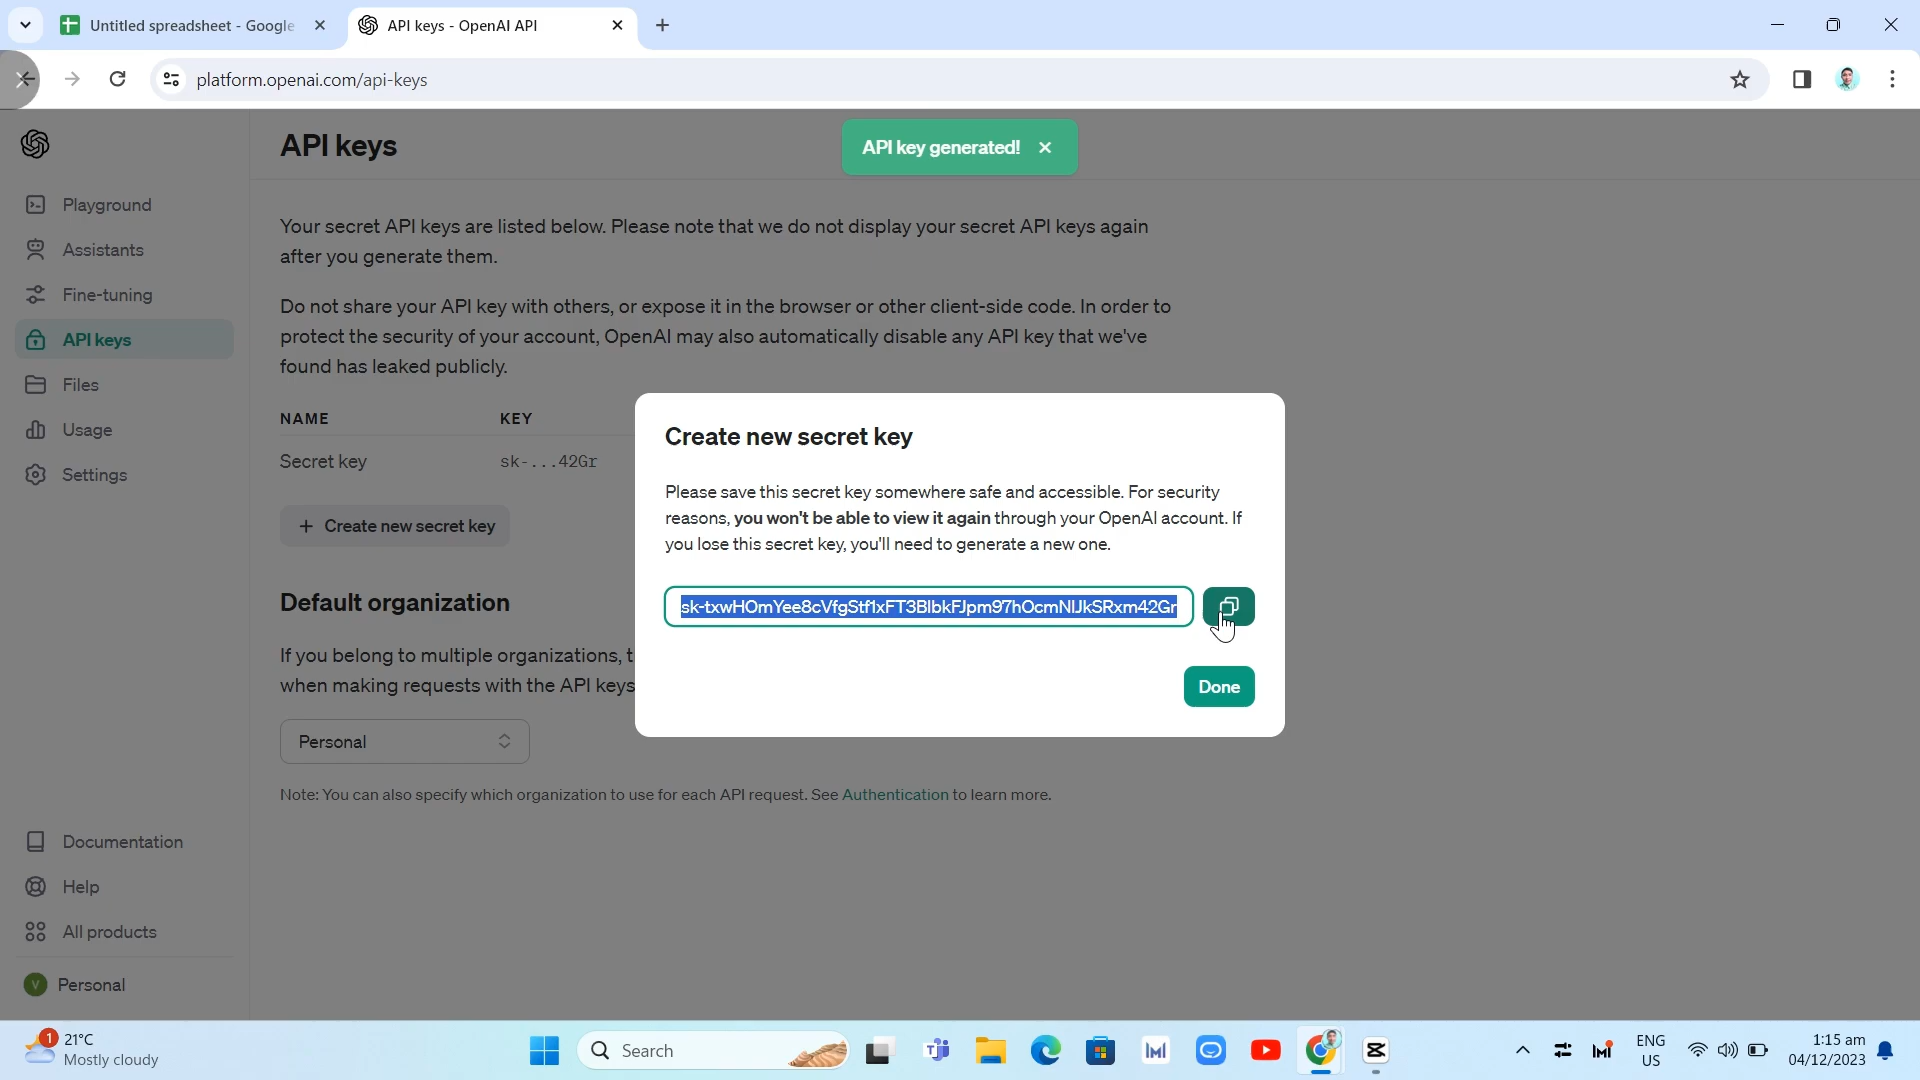 Untitled spreadsheet - Google
API keys - OpenAI API
platform.openai.com/api-keys
API keys
API key generated!
Playground
Assistants
Fine-tuning
API keys
Files
Usage
Settings
Your secret API keys are listed below. Please note that we do not display your secret API keys again
after you generate them.
Do not share your API key with others, or expose it in the browser or other client-side code. In order to
protect the security of your account, OpenAI may also automatically disable any API key that we've
found has leaked publicly.
NAME KEY
Secret key sk-...42Gr
+ Create new secret key
Default organization
If you belong to multiple organizations, t
when making requests with the API keys
Personal
Note: You can also specify which organization to use for each API request. See Authentication to learn more.
Create new secret key
Please save this secret key somewhere safe and accessible. For security
reasons, you won't be able to view it again through your OpenAI account. If
you lose this secret key, you'll need to generate a new one.
Done
Documentation
Help
All products
V Personal
1 21°C
Mostly cloudy
Search
ENG
US
1:15 am
04/12/2023